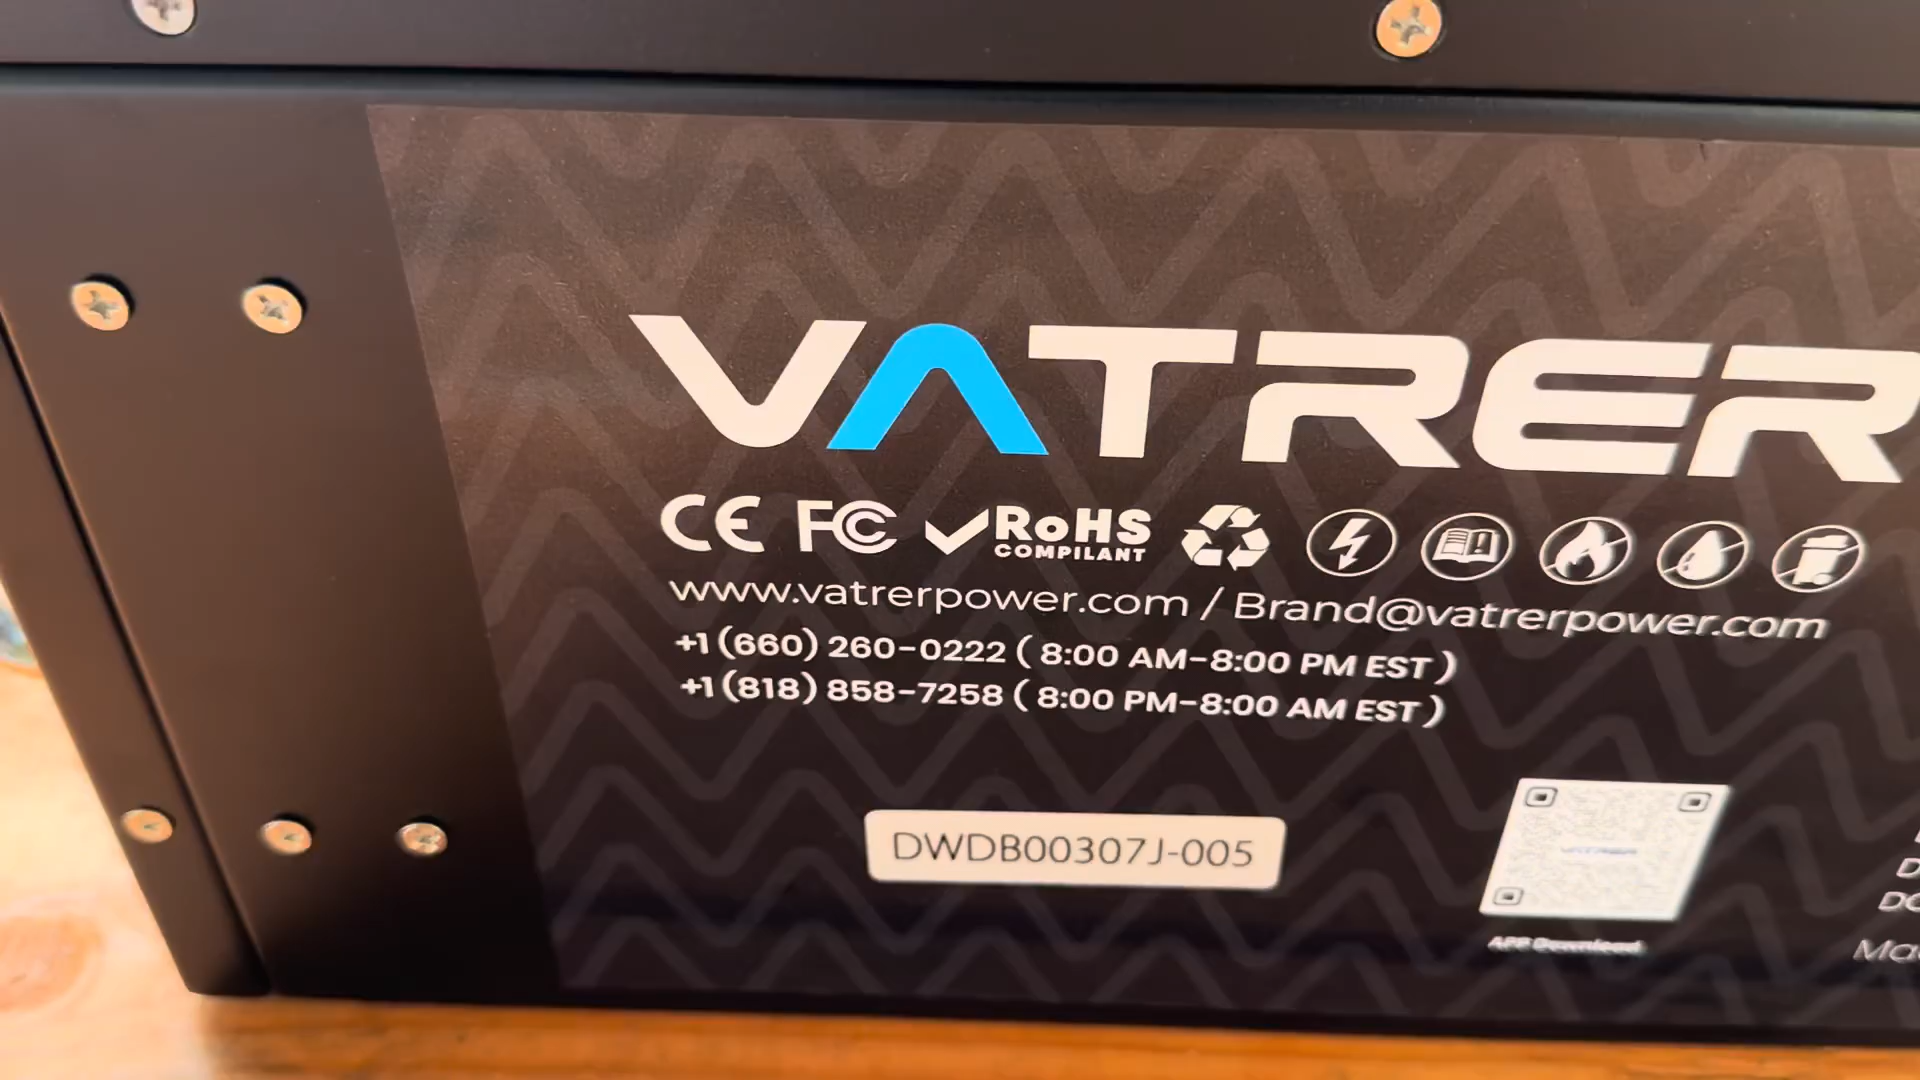 VATRER
CE FC RoHS
COMPILANT
www.vatrerpower.com / Brand@vatrerpower.com
+1 (660) 260-0222 ( 8:00 AM-8:00 PM EST )
+1 (818) 858-7258 ( 8:00 PM-8:00 AM EST )
DWDB00307J-005
VATRER
APP Download